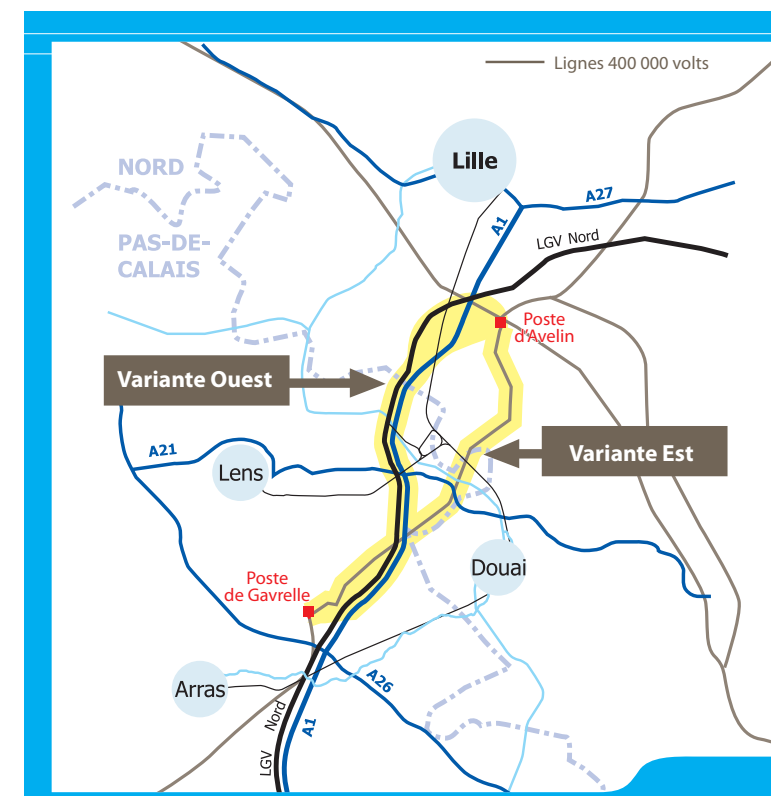 Lignes 400 000 volts
Lille
NORD
A27
A1
PAS-DE-
CALAIS
LGV Nord
Poste
d'Avelin
Variante Ouest
A21
Variante Est
Lens
Douai
Poste
de Gavrelle
Arras
A26
LGV Nord
A1